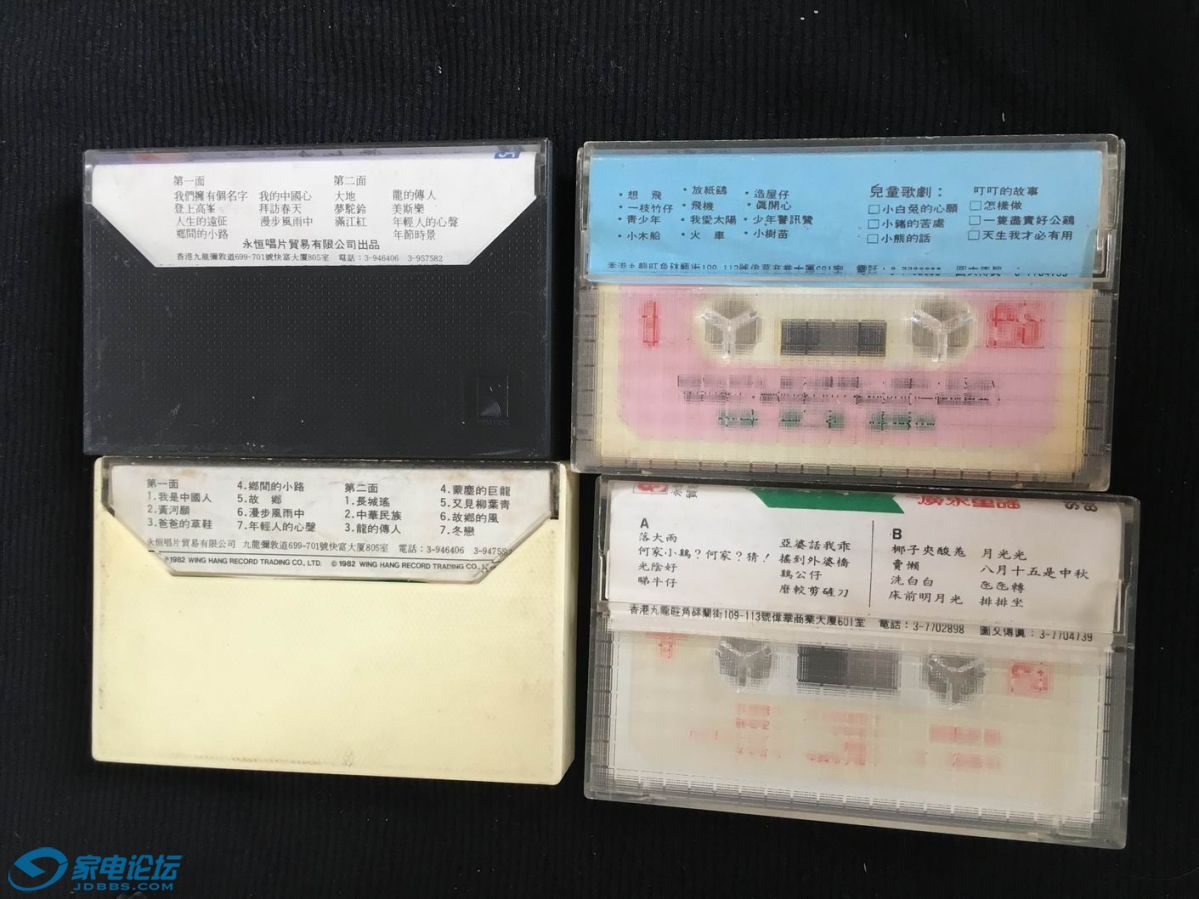 第一面
我們擁有個名字
登上高峯
人生的遠征
鄉間的小路
我的中國心
拜訪春天
漫步風雨中
第二面
大地
夢駝鈴
滿江紅
龍的傳人
美斯樂
年輕人的心聲
年節時景
永恒唱片貿易有限公司出品
香港九龍彌敦道699-701號快富大厦805室 電話：3-946406 3-957582
・想飛
・一枝竹仔
・青少年
・小木船
・放紙鷂
・飛機
・我愛太陽
・火車
・造屋仔
・真開心
・少年警訊贊
・小樹苗
兒童歌劇：
□小白兔的心願
□小豬的苦處
□小熊的話
叮叮的故事
□怎樣做
□一隻盡責好公鷄
□天生我才必有用
第一面
1.我是中國人
2.黃河願
3.爸爸的草鞋
4.鄉間的小路
5.故鄉
6.漫步風雨中
7.年輕人的心聲
第二面
1.長城瑤
2.中華民族
3.龍的傳人
4.蒙塵的巨龍
5.又見柳葉青
6.故鄉的風
7.冬戀
永恒唱片貿易有限公司 九龍彌敦道699-701號快富大厦805室 電話：3-946406 3-94758
℗1982 WING HANG RECORD TRADING CO., LTD. ©1982 WING HANG RECORD TRADING CO.,
廣東童謠
A
落大雨
何家小鷄？何家？猜！
光陰好
睇牛仔
亞婆話我乖
搖到外婆橋
鷄公仔
磨較剪鏟刀
B
椰子夾酸羗
賣懶
洗白白
床前明月光
月光光
八月十五是中秋
氹氹轉
排排坐
香港九龍旺角砵蘭街109-113號偉華商業大厦601室 電話：3-7702898 圖文傳真：3-7704739
家电论坛
JDBBS.COM